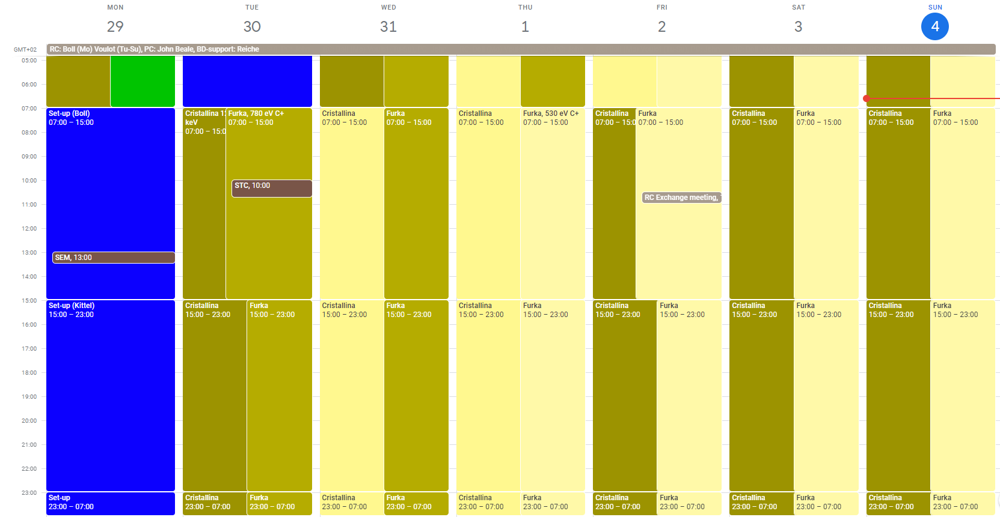 MON
TUE
WED
THU
FRI
SAT
SUN
29
30
31
1
2
3
4
GMT+02
RC: Boll (Mo) Voulot (Tu-Su), PC: John Beale, BD-support: Reiche
05:00
06:00
07:00
08:00
09:00
10:00
11:00
12:00
13:00
14:00
15:00
16:00
17:00
18:00
19:00
20:00
21:00
22:00
23:00
Set-up (Boll)
07:00 – 15:00
SEM, 13:00
Set-up (Kittel)
15:00 – 23:00
Set-up
23:00 – 07:00
Cristallina
keV
07:00 – 15:0
Furka, 780 eV C+
07:00 – 15:00
STC, 10:00
Cristallina
15:00 – 23:00
Furka
15:00 – 23:00
Cristallina
23:00 – 07:00
Furka
23:00 – 07:00
Cristallina
07:00 – 15:00
Furka
07:00 – 15:00
Cristallina
15:00 – 23:00
Furka
15:00 – 23:00
Cristallina
23:00 – 07:00
Furka
23:00 – 07:00
Cristallina
07:00 – 15:00
Furka, 530 eV C+
07:00 – 15:00
Cristallina
15:00 – 23:00
Furka
15:00 – 23:00
Cristallina
23:00 – 07:00
Furka
23:00 – 07:00
Cristallina
07:00 – 15:0
Furka
07:00 – 15:00
RC Exchange meeting,
Cristallina
15:00 – 23:00
Furka
15:00 – 23:00
Cristallina
23:00 – 07:00
Furka
23:00 – 07:00
Cristallina
07:00 – 15:00
Furka
07:00 – 15:00
Cristallina
15:00 – 23:00
Furka
15:00 – 23:00
Cristallina
23:00 – 07:00
Furka
23:00 – 07:00
Cristallina
07:00 – 15:00
Furka
07:00 – 15:00
Cristallina
15:00 – 23:00
Furka
15:00 – 23:00
Cristallina
23:00 – 07:00
Furka
23:00 – 07:00